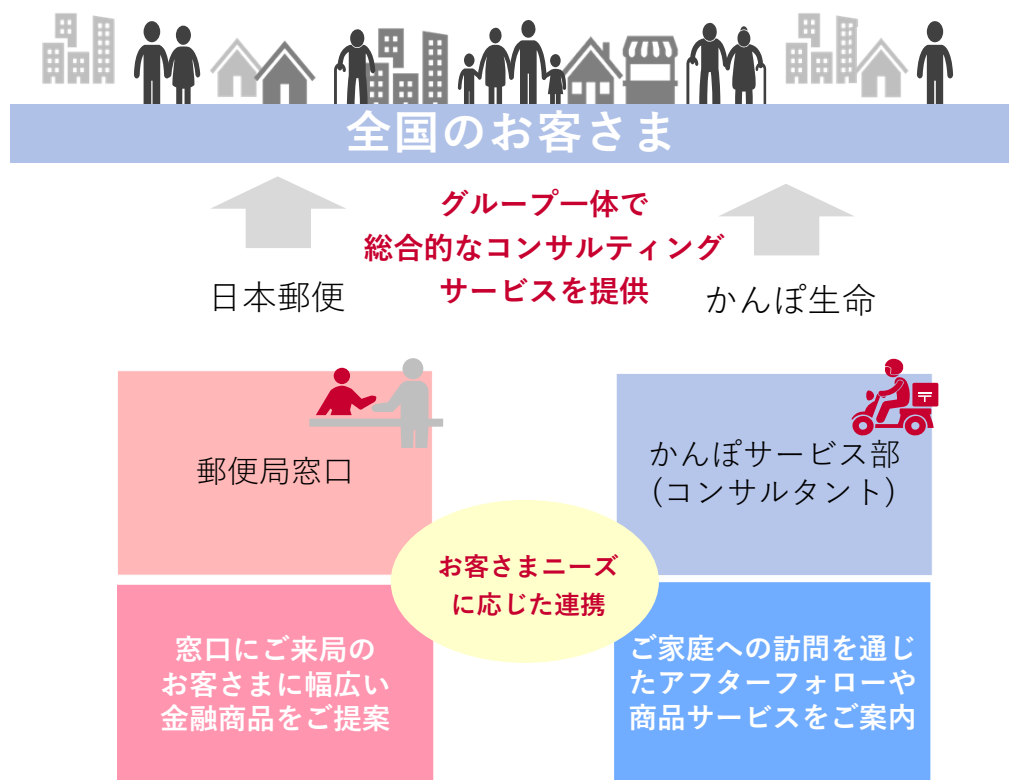 全国のお客さま
グループ一体で
総合的なコンサルティング
サービスを提供
日本郵便
かんぽ生命
郵便局窓口
かんぽサービス部
(コンサルタント)
〒
お客さまニーズ
に応じた連携
窓口にご来局の
お客さまに幅広い
金融商品をご提案
ご家庭への訪問を通じ
たアフターフォローや
商品サービスをご案内